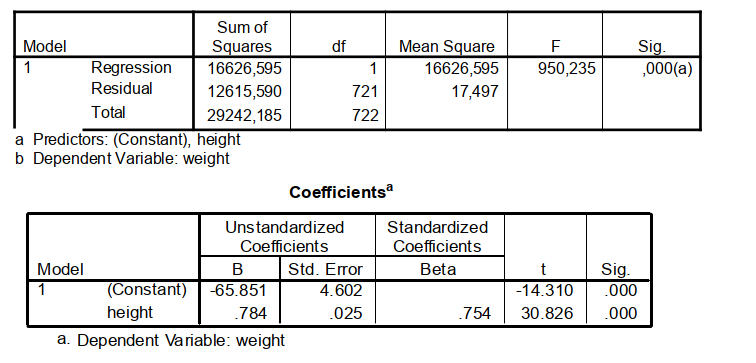 Model Sum of Squares df Mean Square F Sig.
1 Regression 16626,595 1 16626,595 950,235 ,000(a)
Residual 12615,590 721 17,497
Total 29242,185 722
a Predictors: (Constant), height
b Dependent Variable: weight
Coefficientsa
Unstandardized Coefficients Standardized Coefficients
Model B Std. Error Beta t Sig.
1 (Constant) -65.851 4.602 -14.310 .000
height .784 .025 .754 30.826 .000
a. Dependent Variable: weight